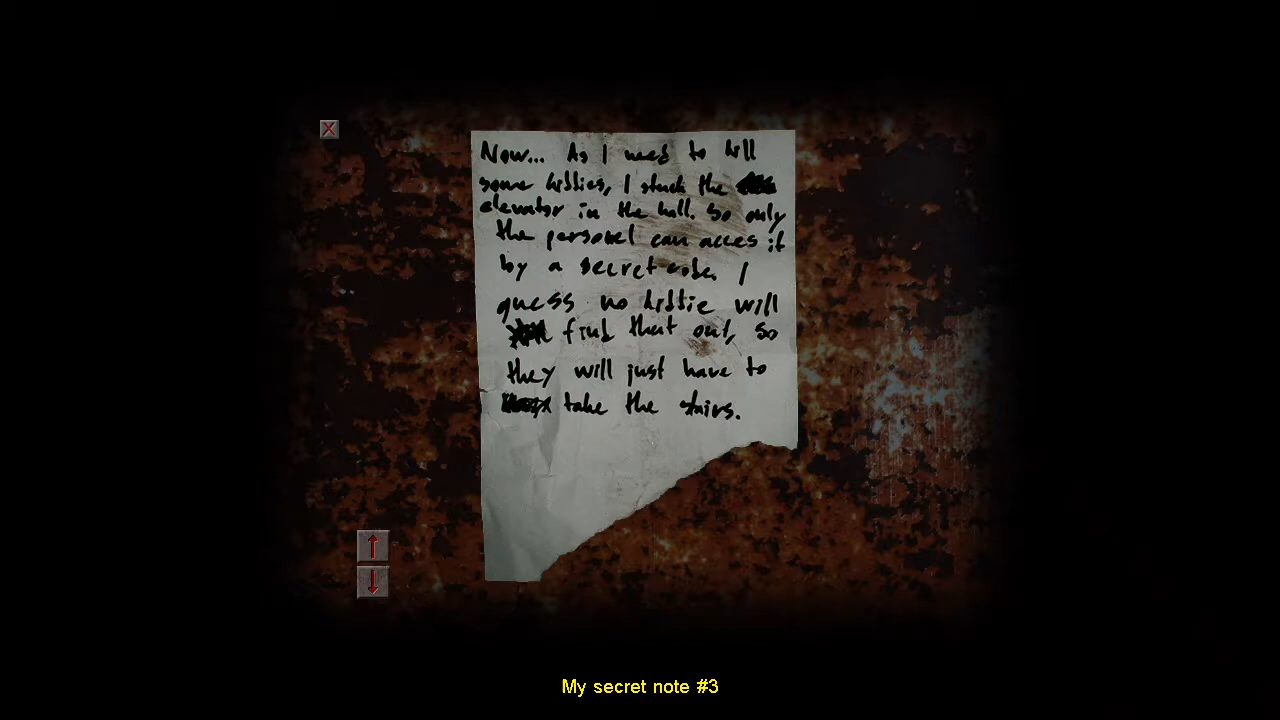 Now... As I need to kill
some kiddies, I stuck the
elevator in the hall. So only
the personel can acces it
by a secret code. I
guess no kiddie will
find that out, so
they will just have to
take the stairs.
My secret note #3